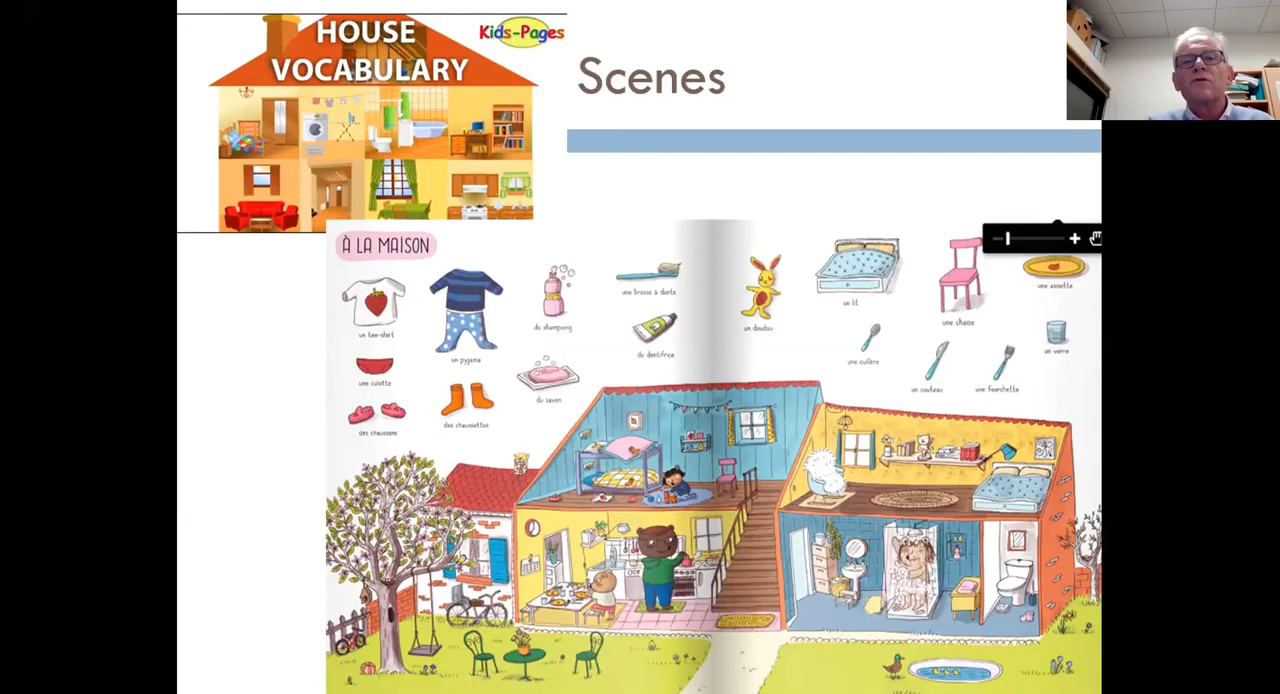 HOUSE
VOCABULARY
Kids-Pages
Scenes
À LA MAISON
un tee-shirt
un pyjama
du shampoing
une brosse à dents
du dentifrice
une culotte
du savon
des chaussons
des chaussettes
un doudou
un lit
une chaise
une assiette
une cuillère
un couteau
une fourchette
un verre